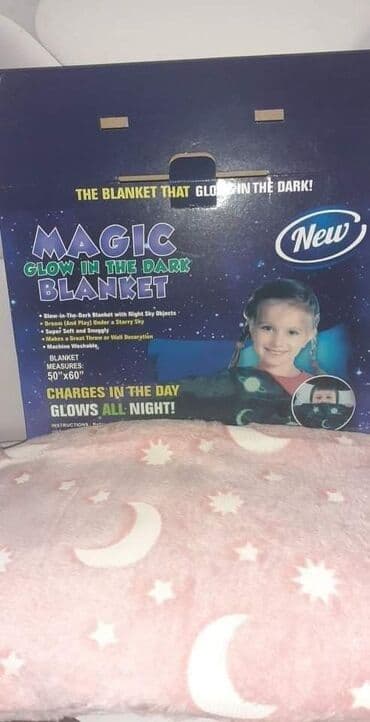 THE BLANKET THAT GLO IN THE DARK!
New
MAGIC
GLOW IN THE DARK
BLANKET
• Glow-in-The-Dark Blanket with Night Sky Objects
• Dream (And Play) Under a Starry Sky
• Super Soft and Snuggly
• Makes a Great Throw or Wall Decoration
• Machine Washable
BLANKET
MEASURES:
50"x60"
CHARGES IN THE DAY
GLOWS ALL NIGHT!
INSTRUCTIONS: